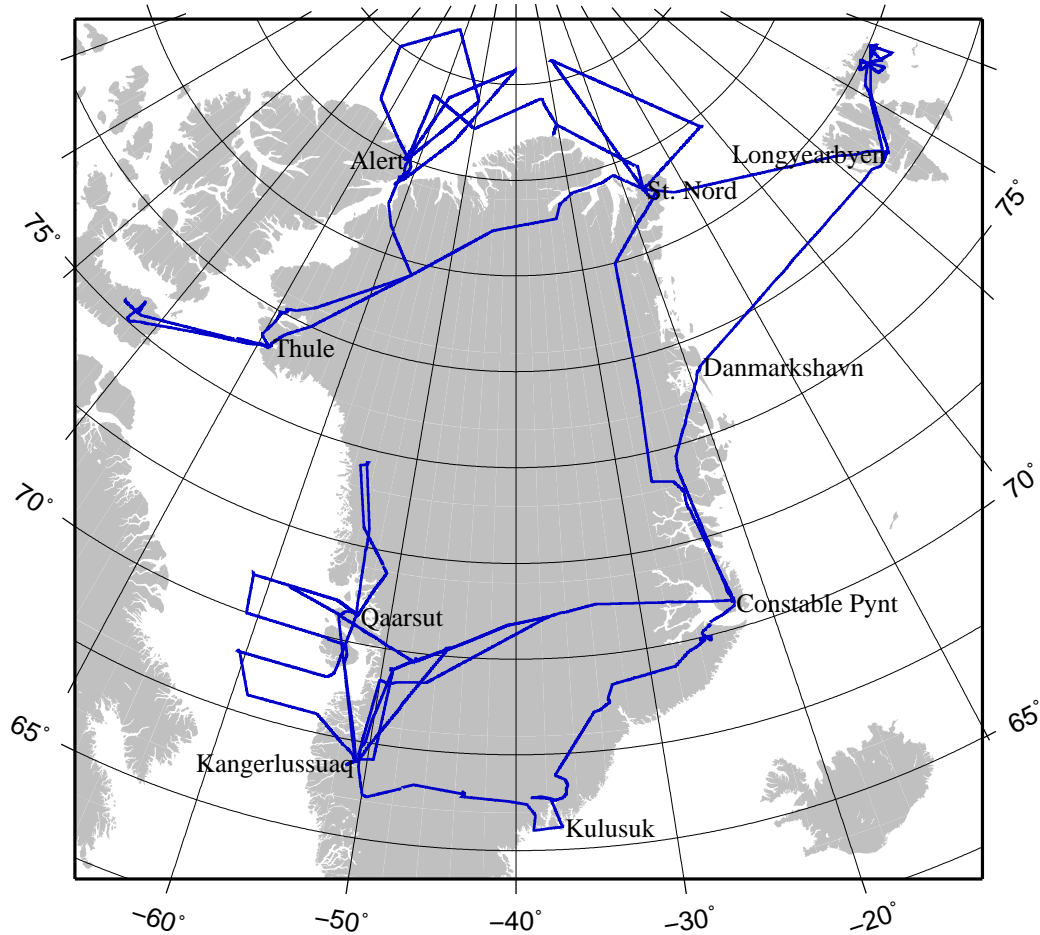 Alert
Longyearbyen
St. Nord
75°
75°
Thule
Danmarkshavn
70°
70°
Qaarsut
Constable Pynt
65°
65°
Kangerlussuaq
Kulusuk
−60°
−50°
−40°
−30°
−20°